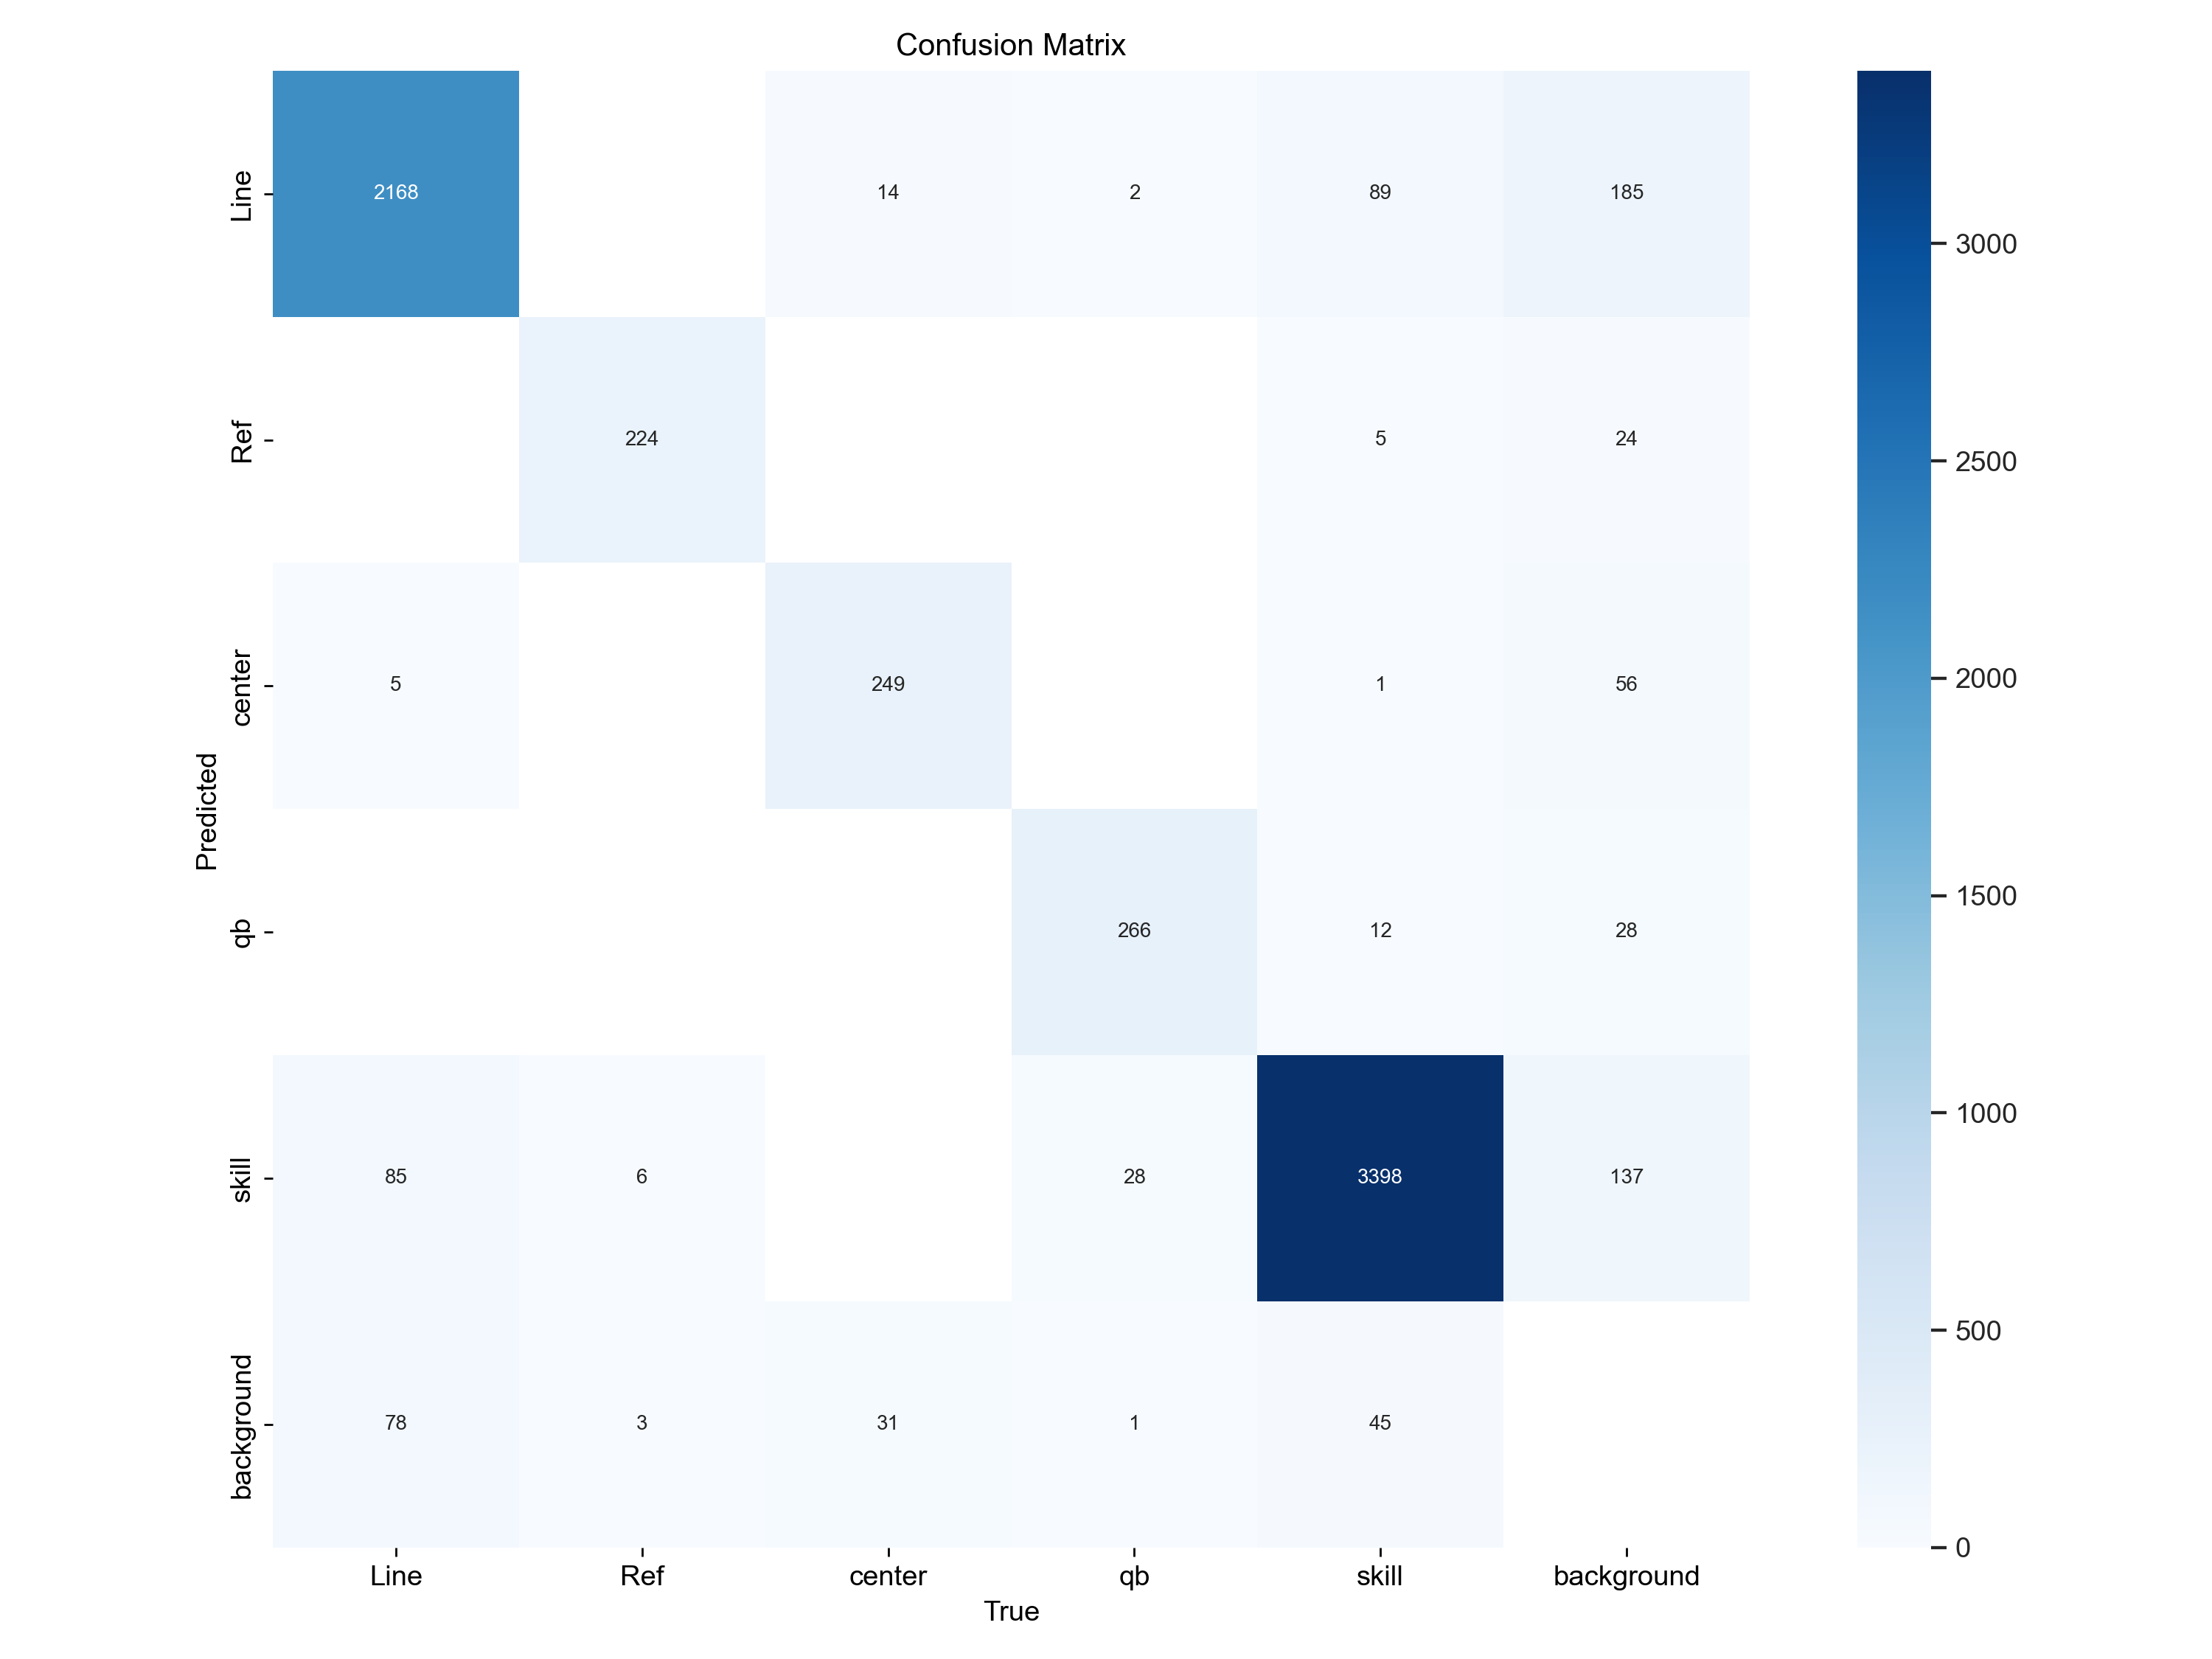 Confusion Matrix
Line
2168
14
2
89
185
Ref
224
5
24
center
5
249
1
56
qb
266
12
28
skill
85
6
28
3398
137
background
78
3
31
1
45
Predicted
Line
Ref
center
qb
skill
background
True
3000
2500
2000
1500
1000
500
0